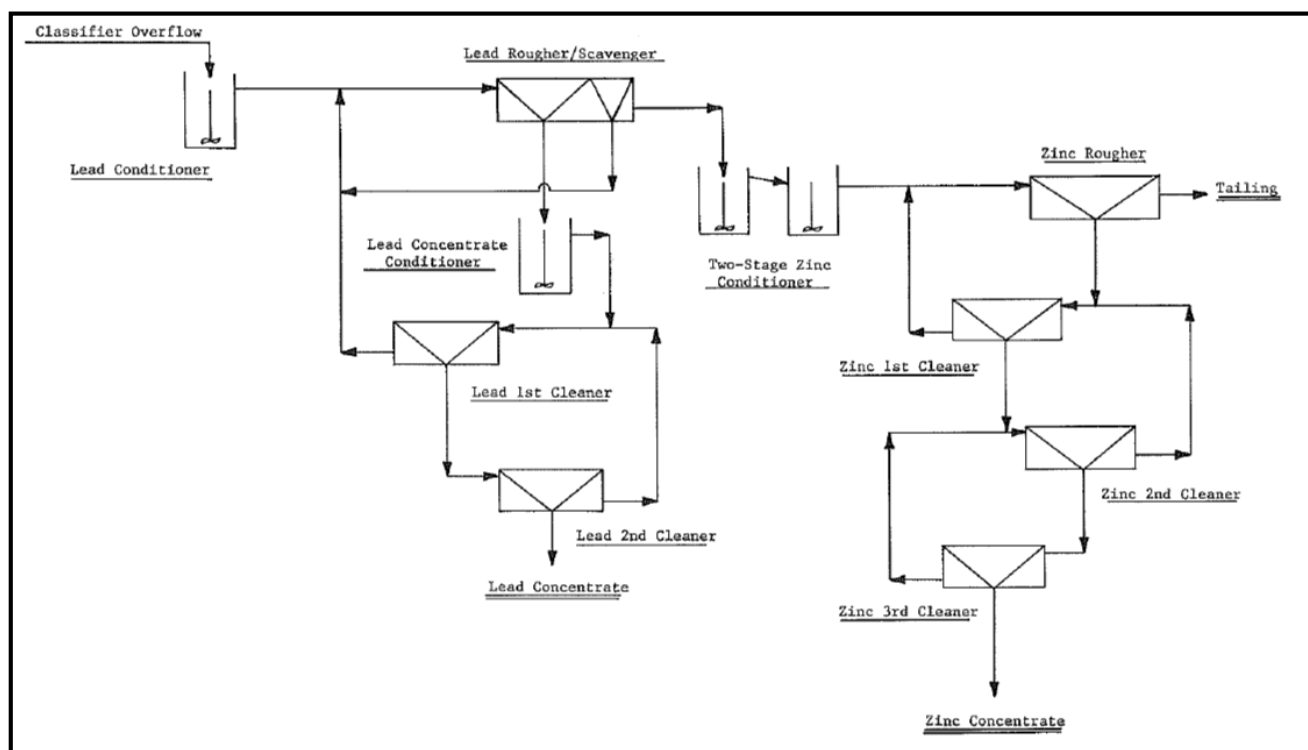 Classifier Overflow
Lead Rougher/Scavenger
Lead Conditioner
Zinc Rougher
Tailing
Lead Concentrate
Conditioner
Two-Stage Zinc
Conditioner
Zinc 1st Cleaner
Lead 1st Cleaner
Zinc 2nd Cleaner
Lead 2nd Cleaner
Lead Concentrate
Zinc 3rd Cleaner
Zinc Concentrate